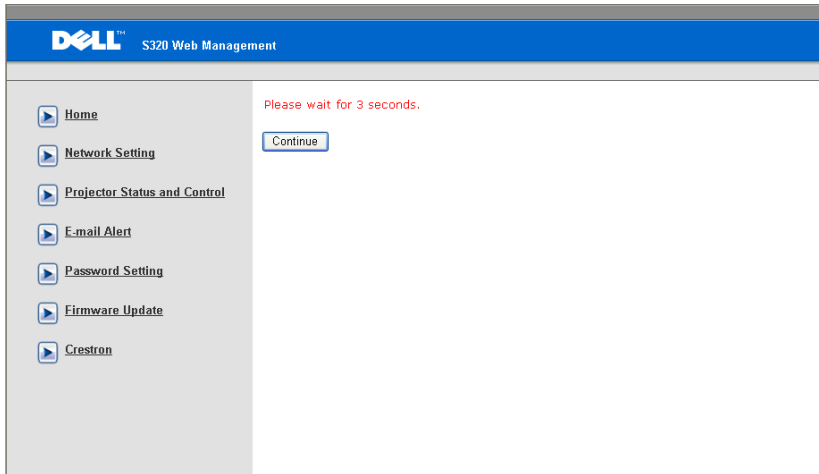 DELL™ S320 Web Management
Home
Network Setting
Projector Status and Control
E-mail Alert
Password Setting
Firmware Update
Crestron
Please wait for 3 seconds.
Continue